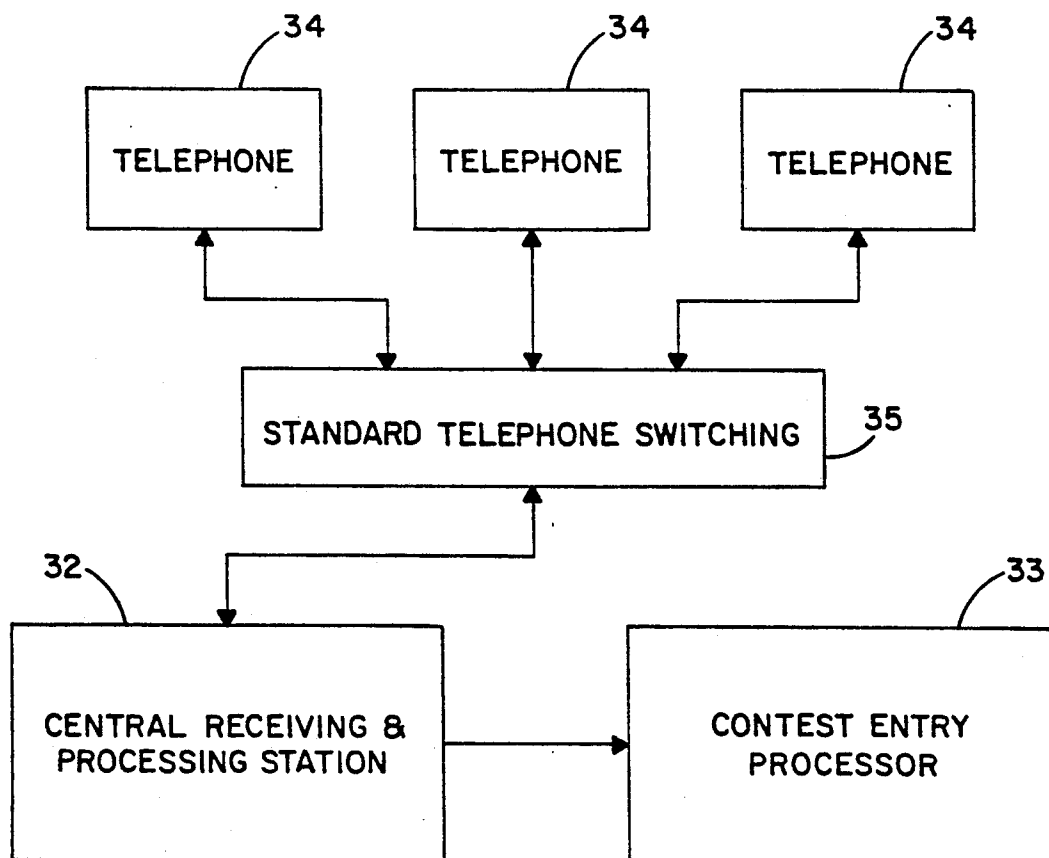 34 34 34
TELEPHONE TELEPHONE TELEPHONE
STANDARD TELEPHONE SWITCHING
35
32 33
CENTRAL RECEIVING &
PROCESSING STATION
CONTEST ENTRY
PROCESSOR